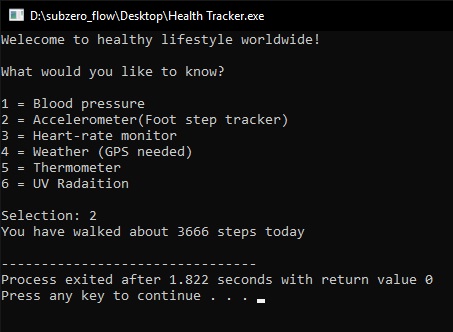 D:\subzero_flow\Desktop\Health Tracker.exe
Welecome to healthy lifestyle worldwide!
What would you like to know?
1 = Blood pressure
2 = Accelerometer(Foot step tracker)
3 = Heart-rate monitor
4 = Weather (GPS needed)
5 = Thermometer
6 = UV Radaition
Selection: 2
You have walked about 3666 steps today
--------------------------------
Process exited after 1.822 seconds with return value 0
Press any key to continue . . .